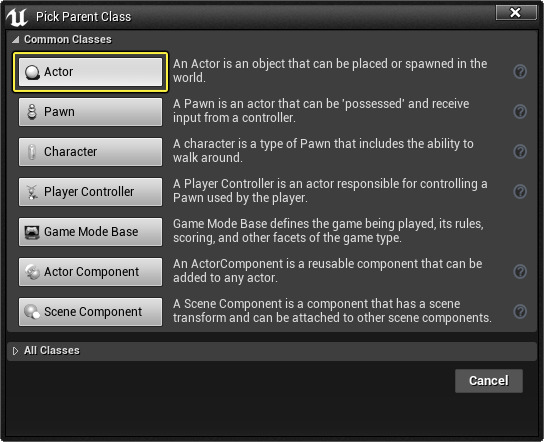 Pick Parent Class
Common Classes
Actor
An Actor is an object that can be placed or spawned in the
world.
Pawn
A Pawn is an actor that can be 'possessed' and receive
input from a controller.
Character
A character is a type of Pawn that includes the ability to
walk around.
Player Controller
A Player Controller is an actor responsible for controlling a
Pawn used by the player.
Game Mode Base
Game Mode Base defines the game being played, its rules,
scoring, and other facets of the game type.
Actor Component
An ActorComponent is a reusable component that can be
added to any actor.
Scene Component
A Scene Component is a component that has a scene
transform and can be attached to other scene components.
All Classes
Cancel